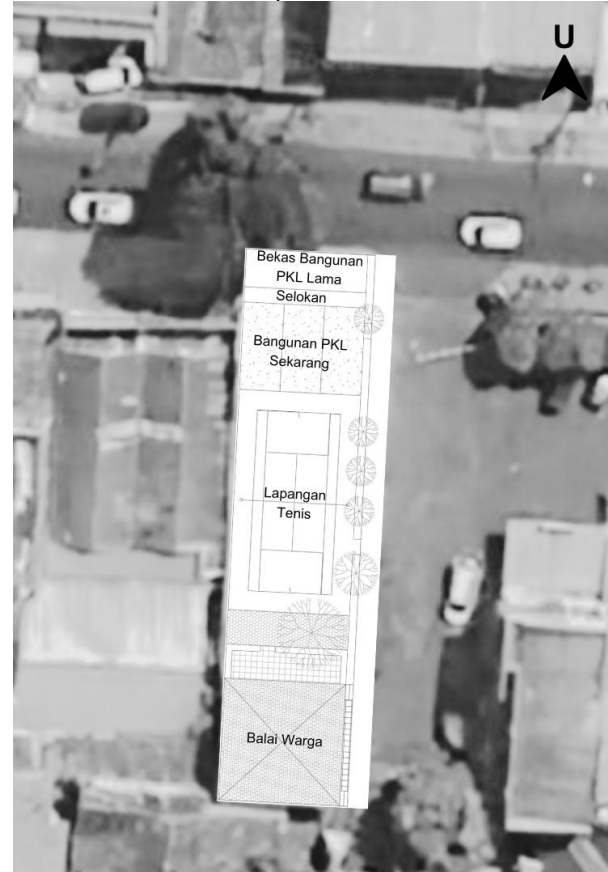 U
Bekas Bangunan
PKL Lama
Selokan
Bangunan PKL
Sekarang
Lapangan
Tenis
Balai Warga